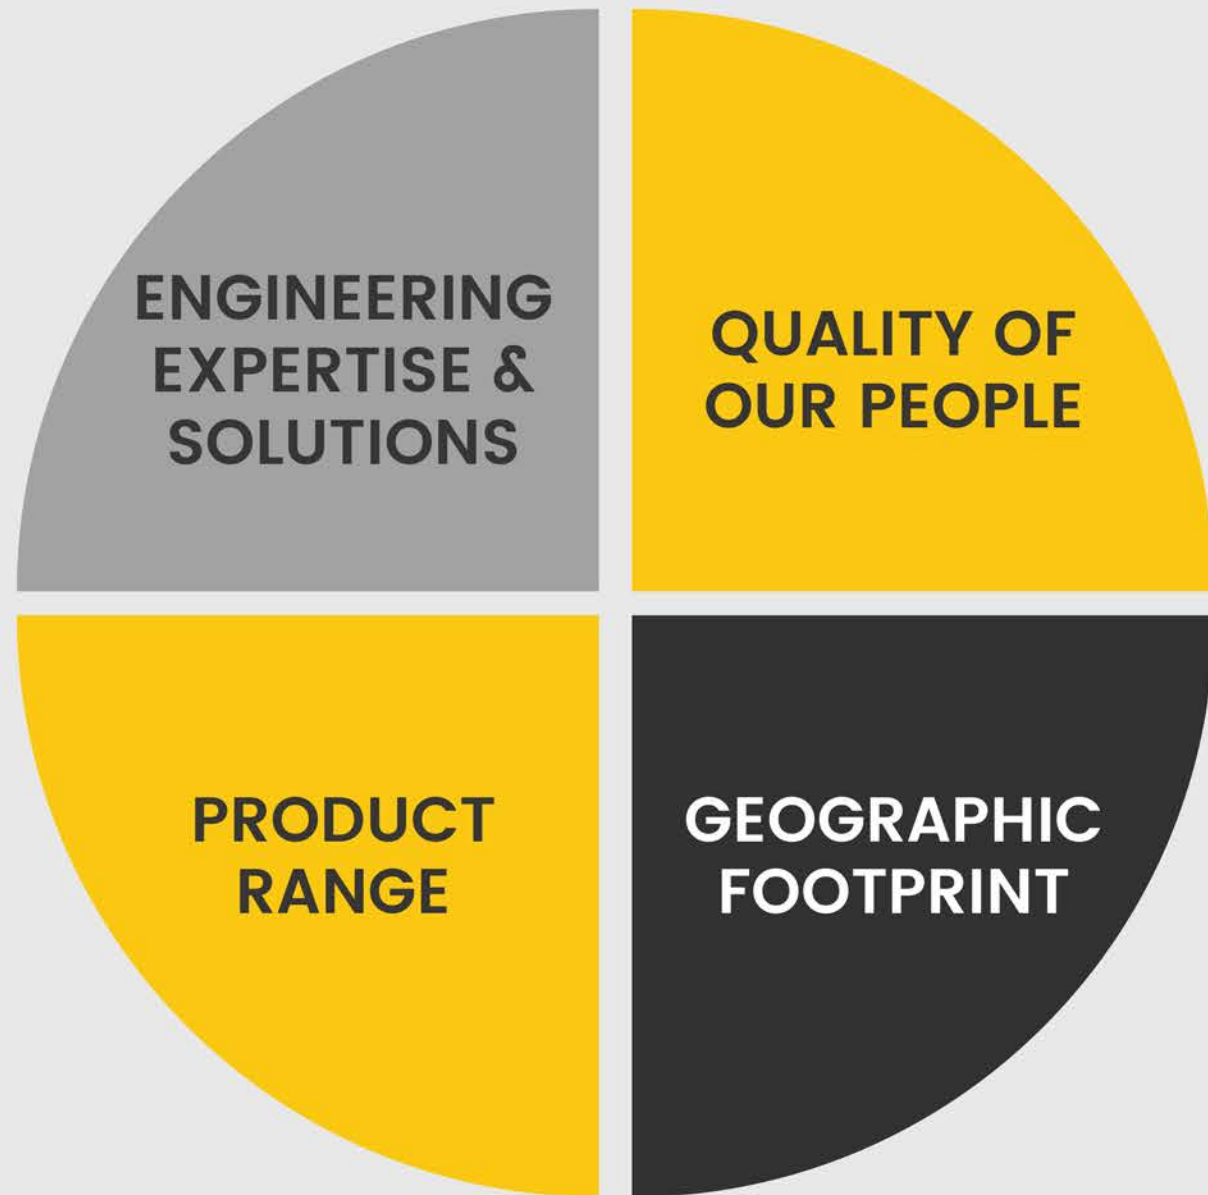 ENGINEERING
EXPERTISE &
SOLUTIONS
QUALITY OF
OUR PEOPLE
PRODUCT
RANGE
GEOGRAPHIC
FOOTPRINT